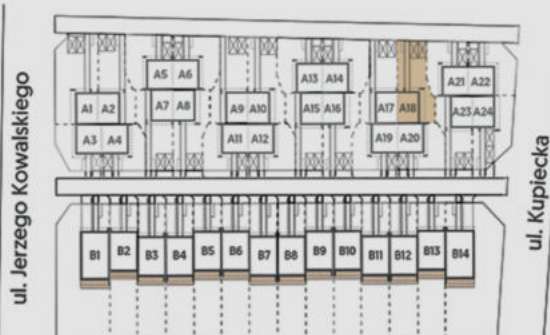 ul. Jerzego Kowalskiego
A5 A6
A13 A14
A21 A22
A1 A2
A7 A8
A9 A10
A15 A16
A17 A18
A23 A24
A3 A4
A11 A12
A19 A20
ul. Kupiecka
B1 B2 B3 B4 B5 B6 B7 B8 B9 B10 B11 B12 B13 B14